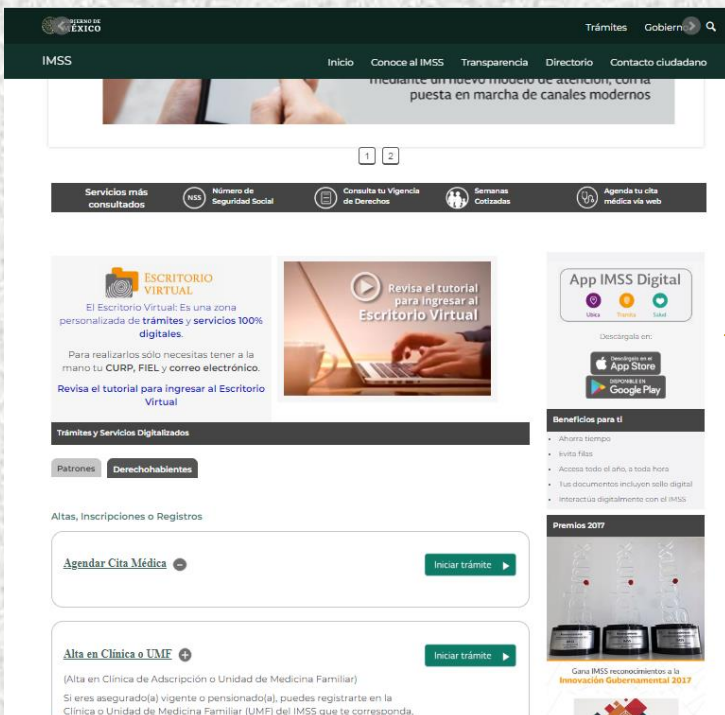 GOBIERNO DE
MÉXICO
Trámites Gobierno
IMSS
Inicio Conoce al IMSS Transparencia Directorio Contacto ciudadano
mediante un nuevo modelo de atención, con la
puesta en marcha de canales modernos
1 2
Servicios más
consultados
NSS
Número de
Seguridad Social
Consulta tu Vigencia
de Derechos
Semanas
Cotizadas
Agenda tu cita
médica vía web
ESCRITORIO
VIRTUAL
El Escritorio Virtual: Es una zona
personalizada de trámites y servicios 100%
digitales.
Para realizarlos sólo necesitas tener a la
mano tu CURP, FIEL y correo electrónico.
Revisa el tutorial para ingresar al Escritorio
Virtual
Revisa el tutorial
para ingresar al
Escritorio Virtual
App IMSS Digital
Ubica Tramita Salud
Descárgala en:
Descárgalo en el
App Store
DISPONIBLE EN
Google Play
Trámites y Servicios Digitalizados
Patrones Derechohabientes
Altas, Inscripciones o Registros
Agendar Cita Médica
Iniciar trámite
Alta en Clínica o UMF
Iniciar trámite
(Alta en Clínica de Adscripción o Unidad de Medicina Familiar)
Si eres asegurado(a) vigente o pensionado(a), puedes registrarte en la
Clínica o Unidad de Medicina Familiar (UMF) del IMSS que te corresponda,
Beneficios para ti
Ahorra tiempo
Evita filas
Accesa todo el año, a toda hora
Tus documentos incluyen sello digital
Interactúa digitalmente con el IMSS
Premios 2017
Gana IMSS reconocimientos a la
Innovación Gubernamental 2017